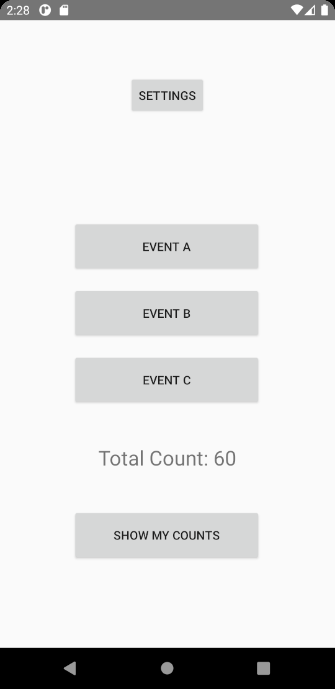 2:28
SETTINGS
EVENT A
EVENT B
EVENT C
Total Count: 60
SHOW MY COUNTS